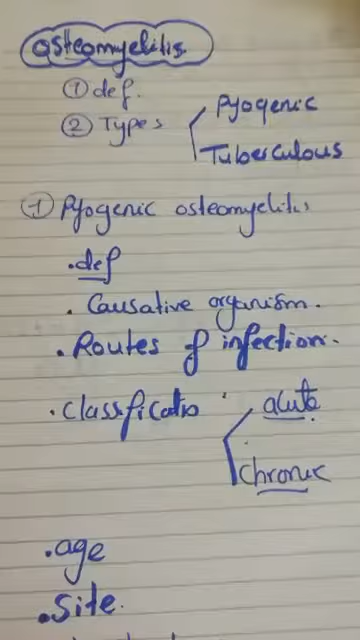 Osteomyelitis
① def.
② Types
Pyogenic
Tuberculous
① Pyogenic osteomyelitis
. def
. Causative organism.
. Routes of infection.
. Classificatio
acute
chronic
. age
. Site.